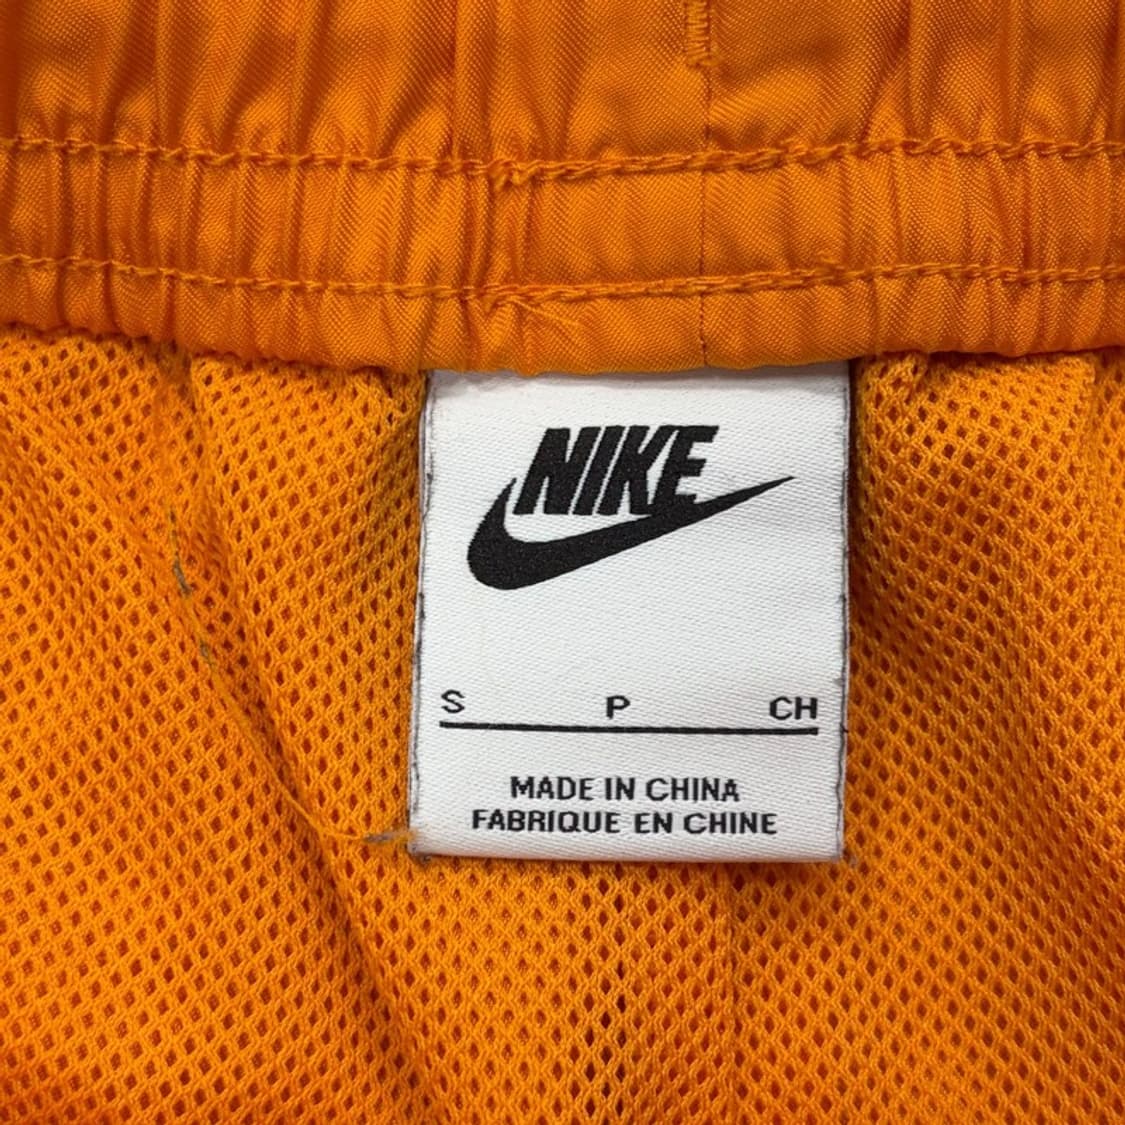 NIKE
S P CH
MADE IN CHINA
FABRIQUE EN CHINE